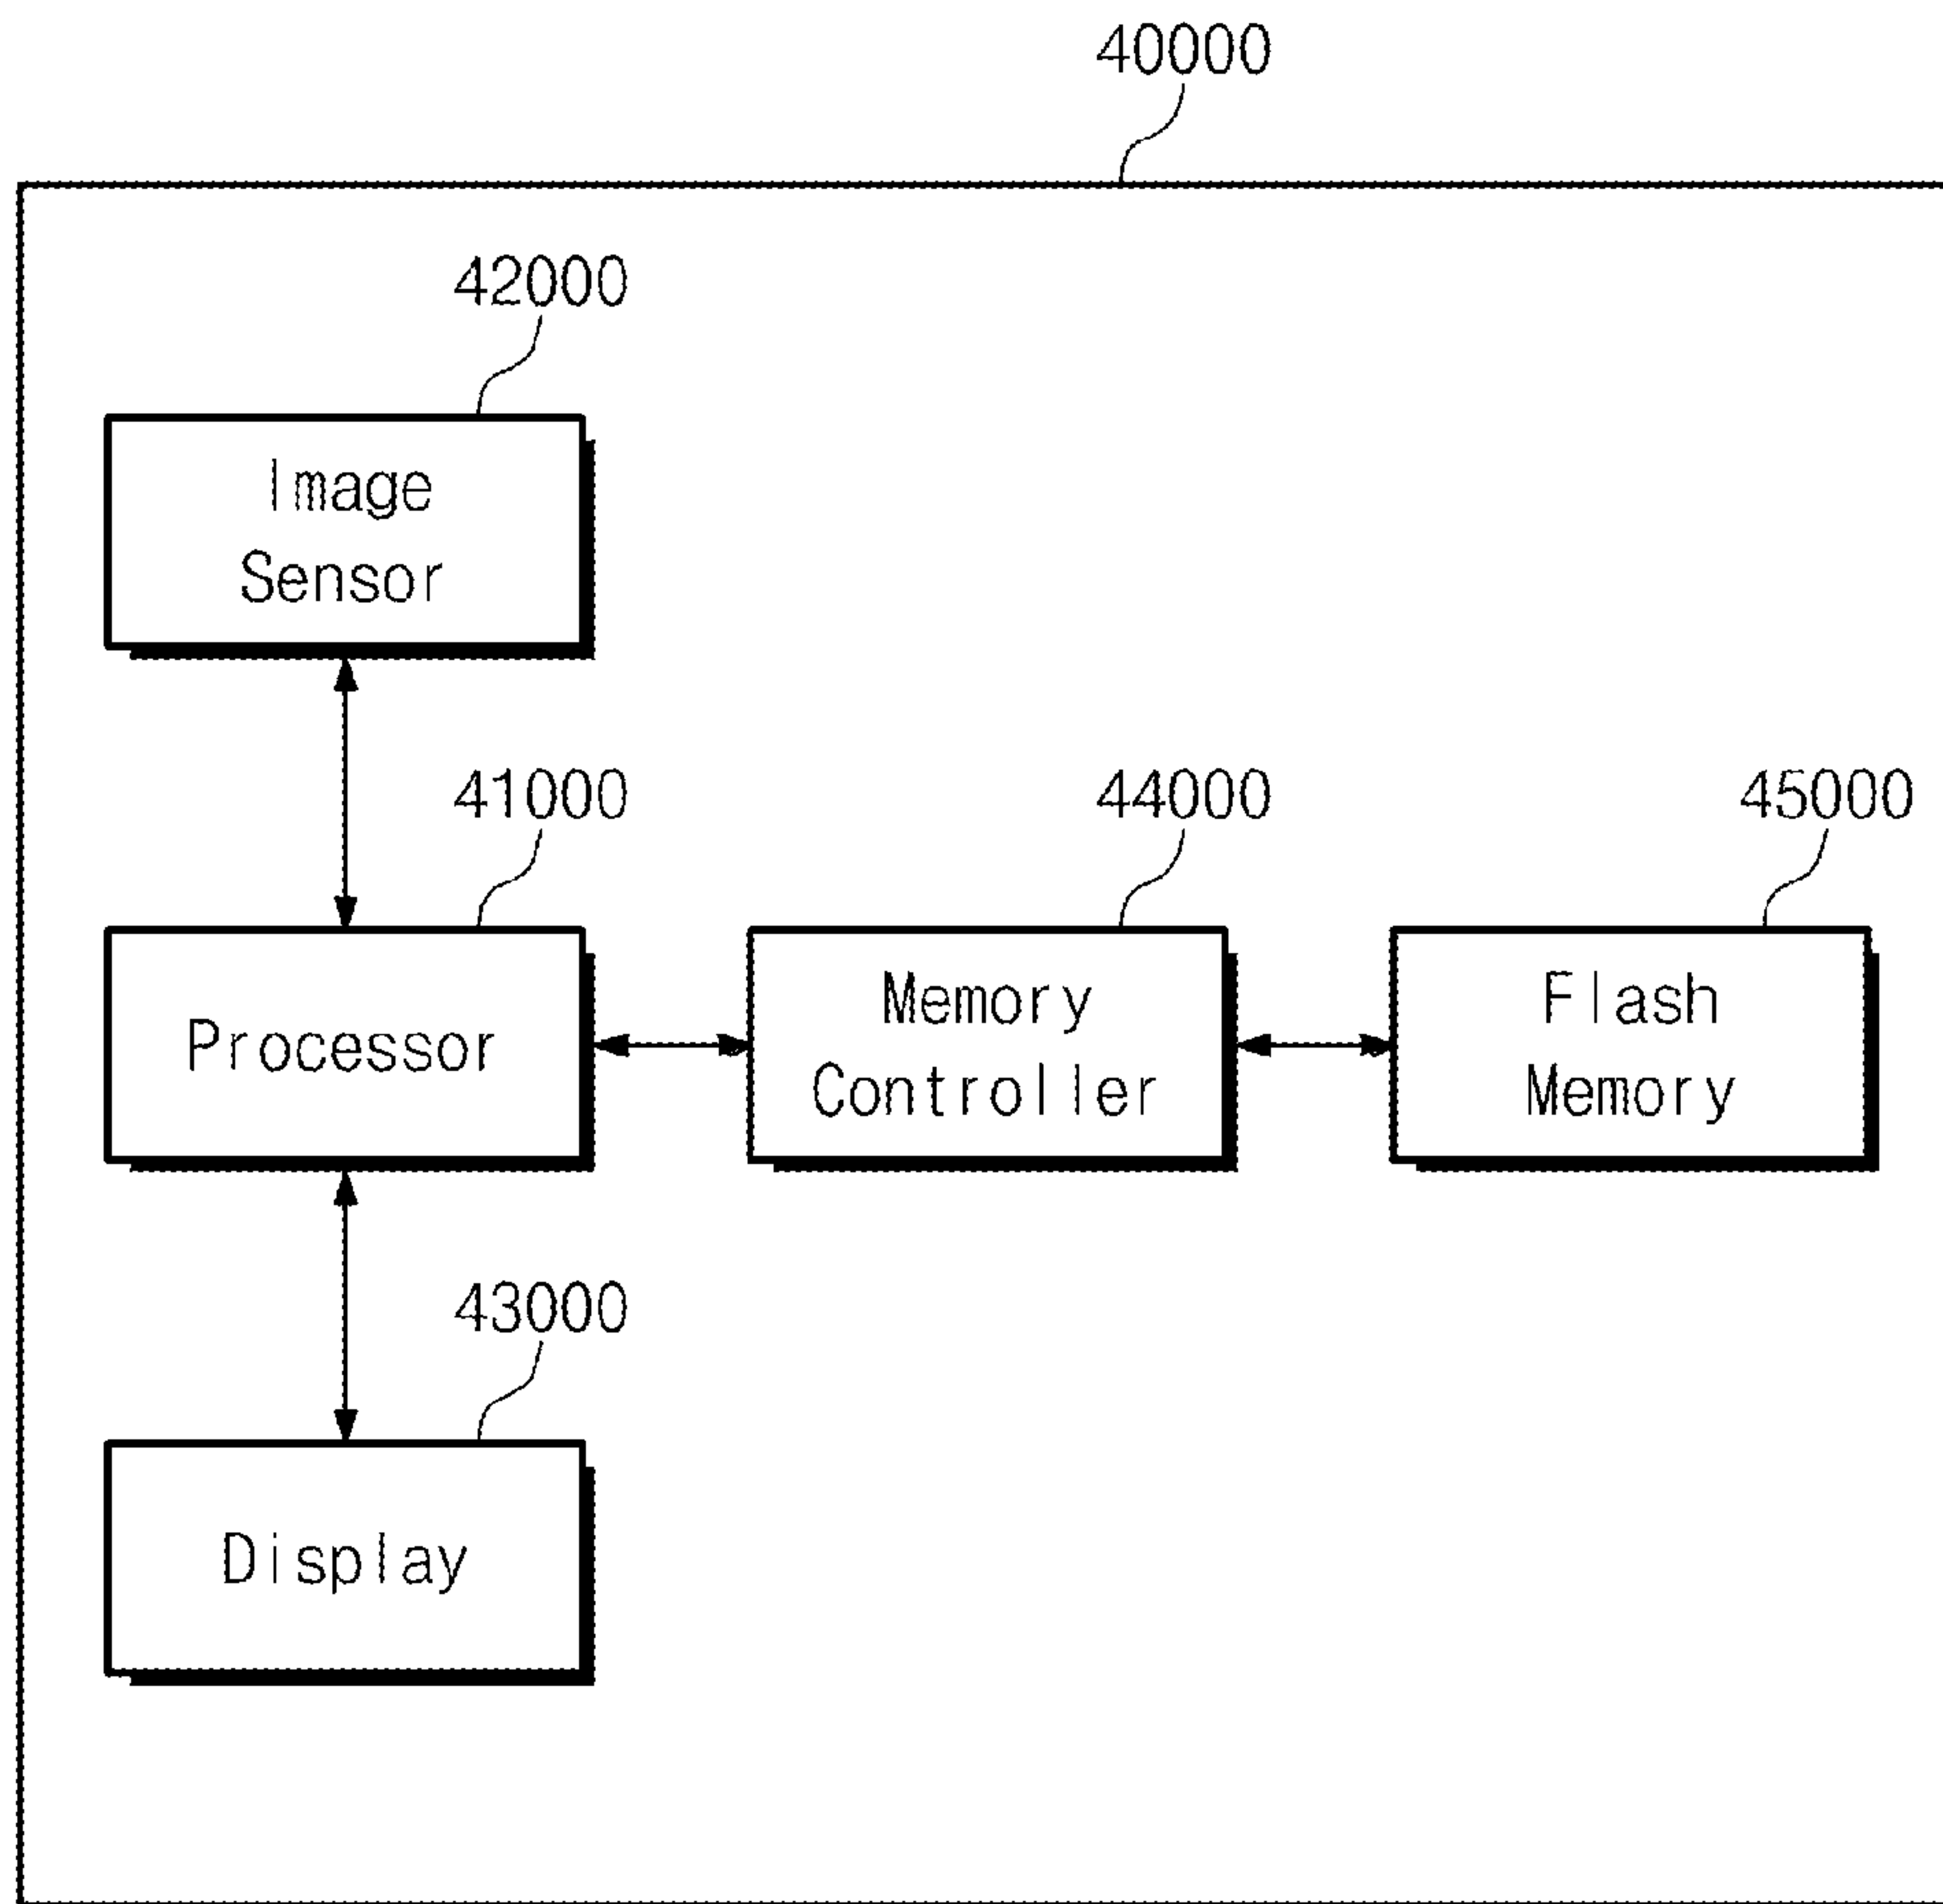 40000
42000
Image
Sensor
41000
44000
45000
Processor
Memory
Controller
Flash
Memory
43000
Display